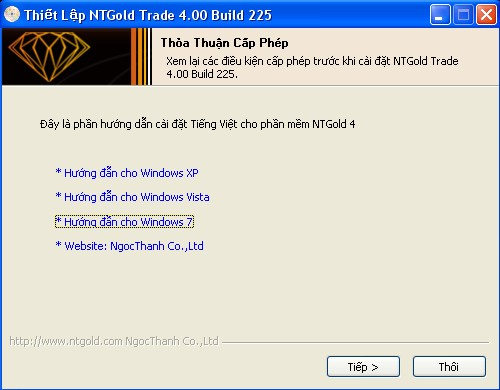 Thiết Lập NTGold Trade 4.00 Build 225
Thỏa Thuận Cấp Phép
Xem lại các điều kiện cấp phép trước khi cài đặt NTGold Trade
4.00 Build 225.
Đây là phần hướng dẫn cài đặt Tiếng Việt cho phần mềm NTGold 4
* Hướng đẫn cho Windows XP
* Hướng đẫn cho Windows Vista
* Hướng đẫn cho Windows 7
* Website: NgocThanh Co.,Ltd
http://www.ntgold.com NgocThanh Co.,Ltd
Tiếp >
Thôi